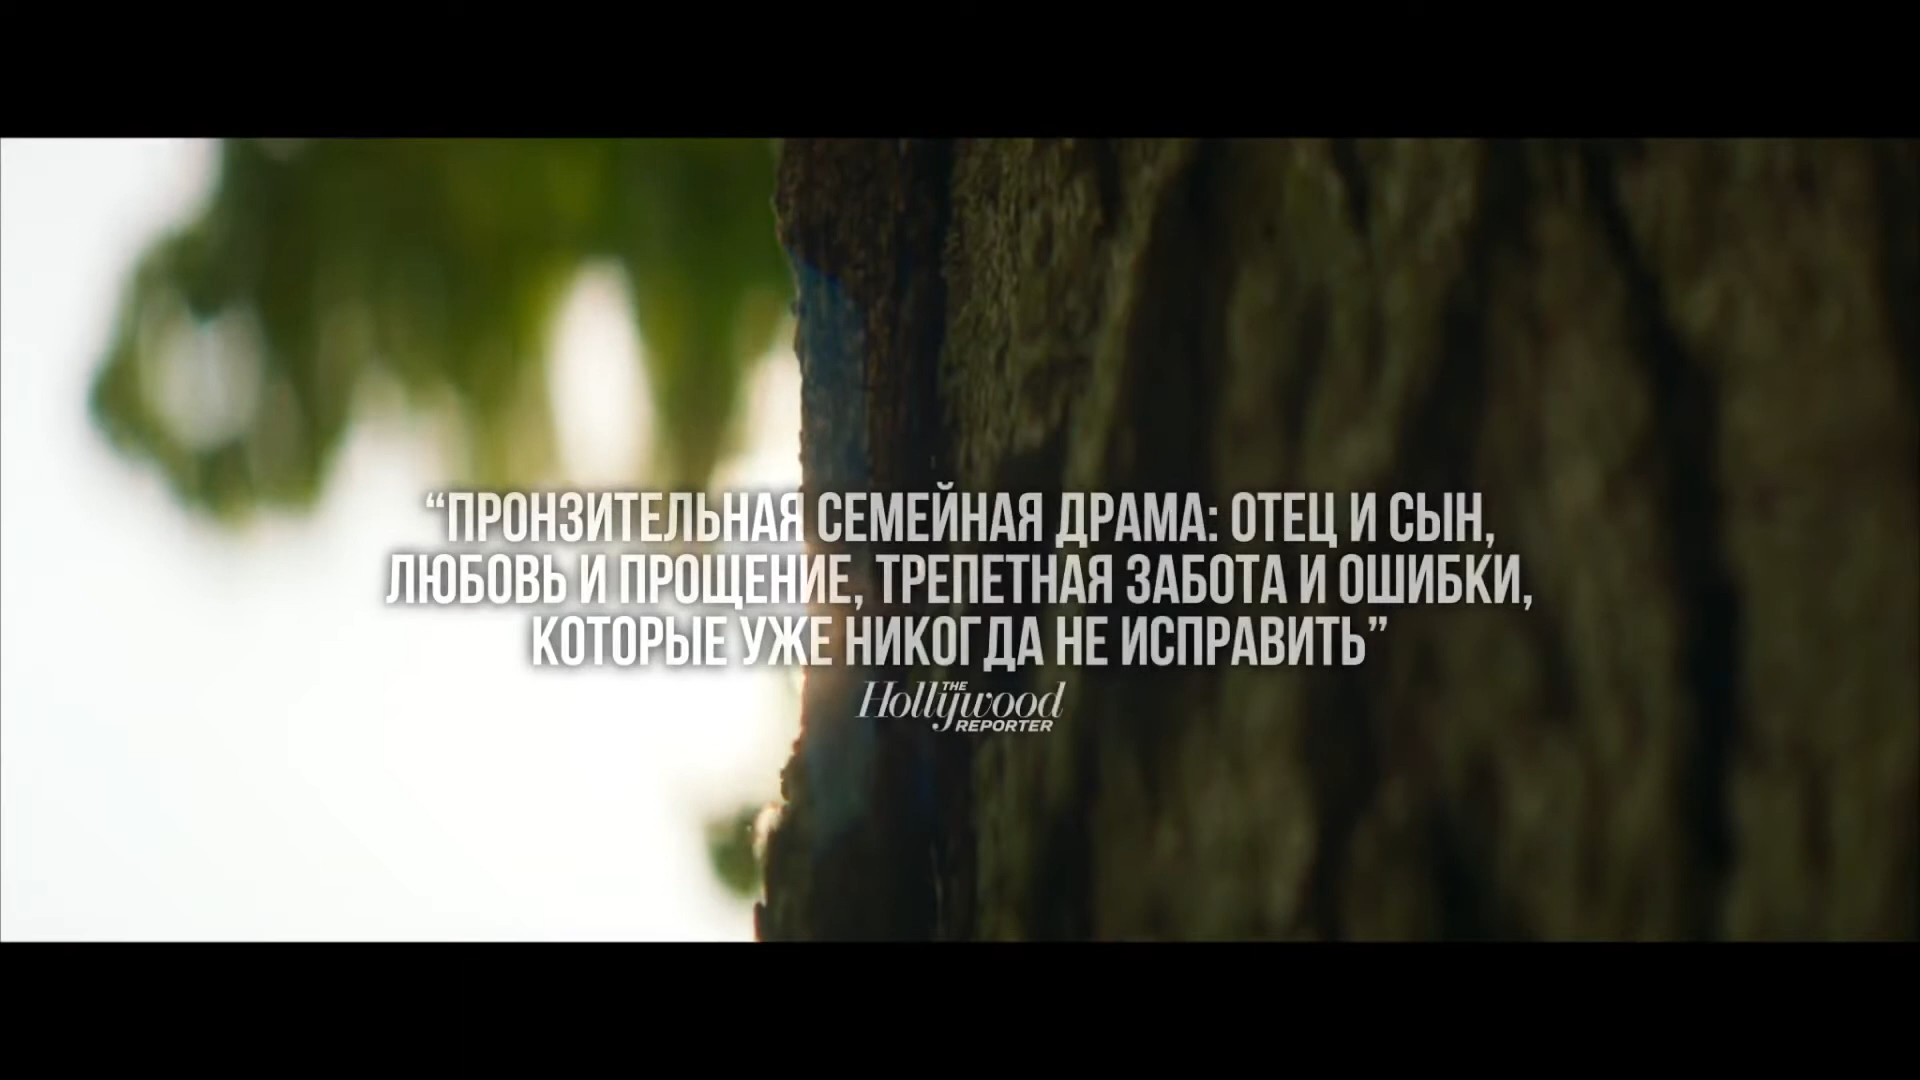 “ПРОНЗИТЕЛЬНАЯ СЕМЕЙНАЯ ДРАМА: ОТЕЦ И СЫН,
ЛЮБОВЬ И ПРОЩЕНИЕ, ТРЕПЕТНАЯ ЗАБОТА И ОШИБКИ,
КОТОРЫЕ УЖЕ НИКОГДА НЕ ИСПРАВИТЬ”
THE
Hollywood
REPORTER